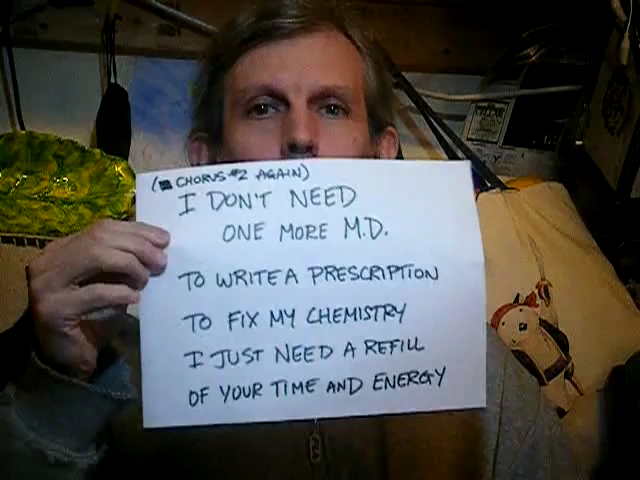 (CHORUS #2 AGAIN)
I DON'T NEED
ONE MORE M.D.
TO WRITE A PRESCRIPTION
TO FIX MY CHEMISTRY
I JUST NEED A REFILL
OF YOUR TIME AND ENERGY